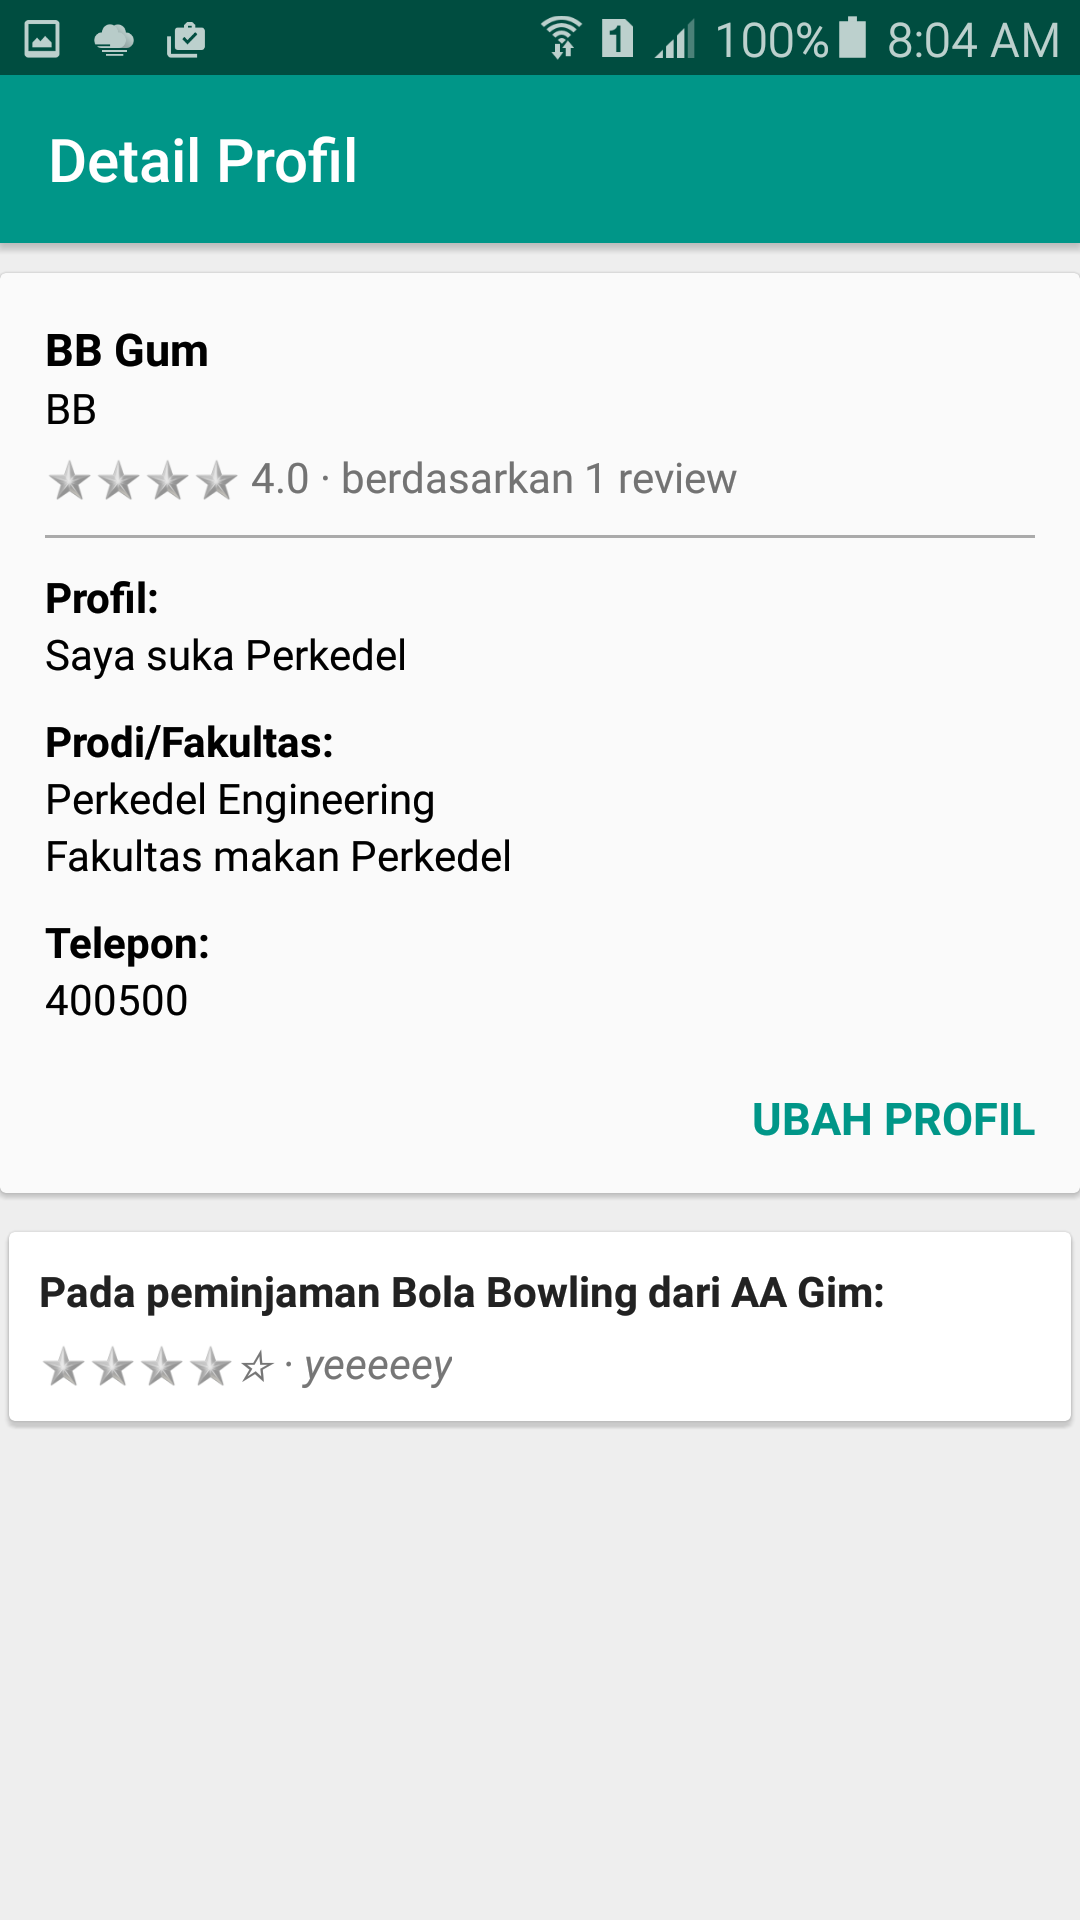 1 100% 8:04 AM
Detail Profil
BB Gum
BB
★★★★ 4.0 · berdasarkan 1 review
Profil:
Saya suka Perkedel
Prodi/Fakultas:
Perkedel Engineering
Fakultas makan Perkedel
Telepon:
400500
UBAH PROFIL
Pada peminjaman Bola Bowling dari AA Gim:
★★★★☆ · yeeeeey